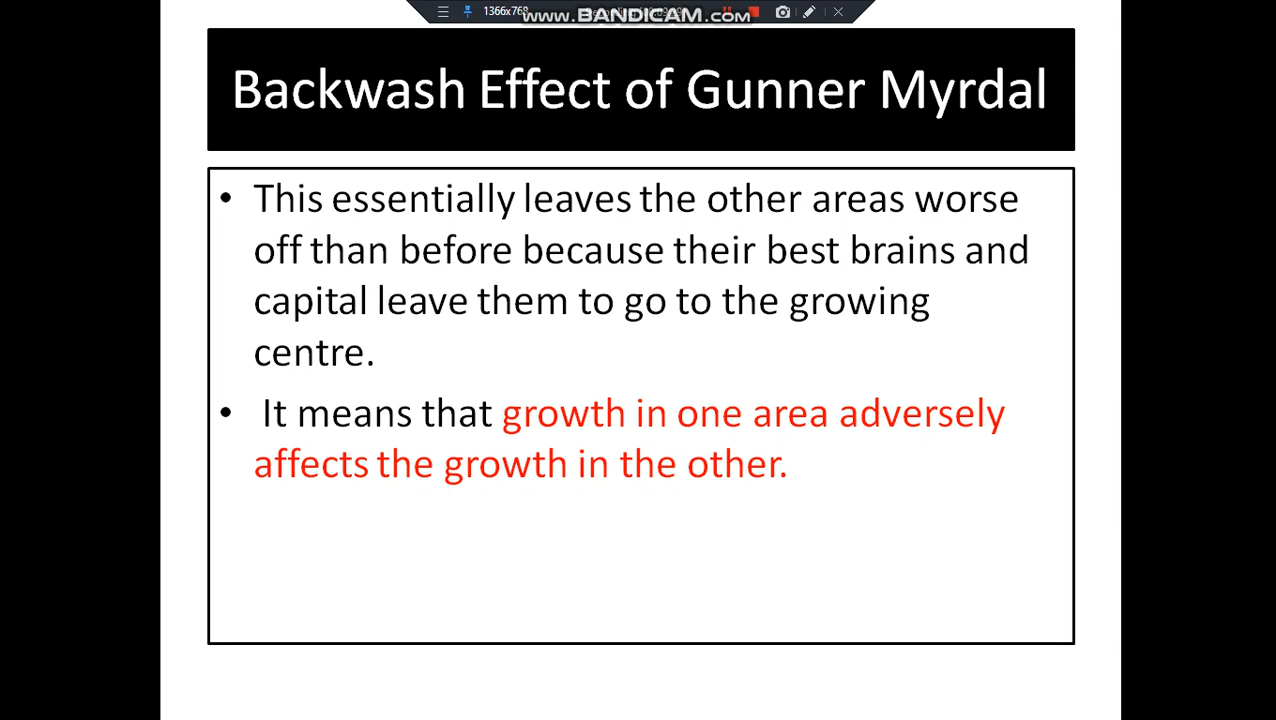 1366x768
www.BANDICAM.com
Backwash Effect of Gunner Myrdal
• This essentially leaves the other areas worse
off than before because their best brains and
capital leave them to go to the growing
centre.
• It means that growth in one area adversely
affects the growth in the other.